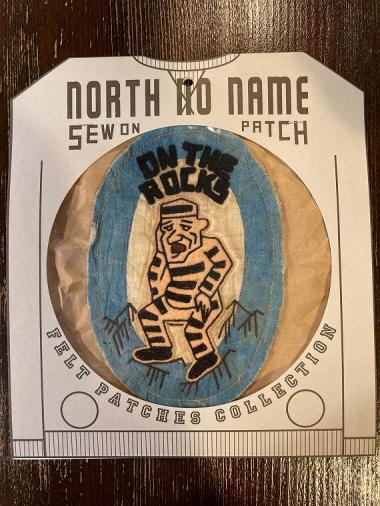 NORTH NO NAME
SEW ON PATCH
ON THE
ROCKS
FELT PATCHES COLLECTION